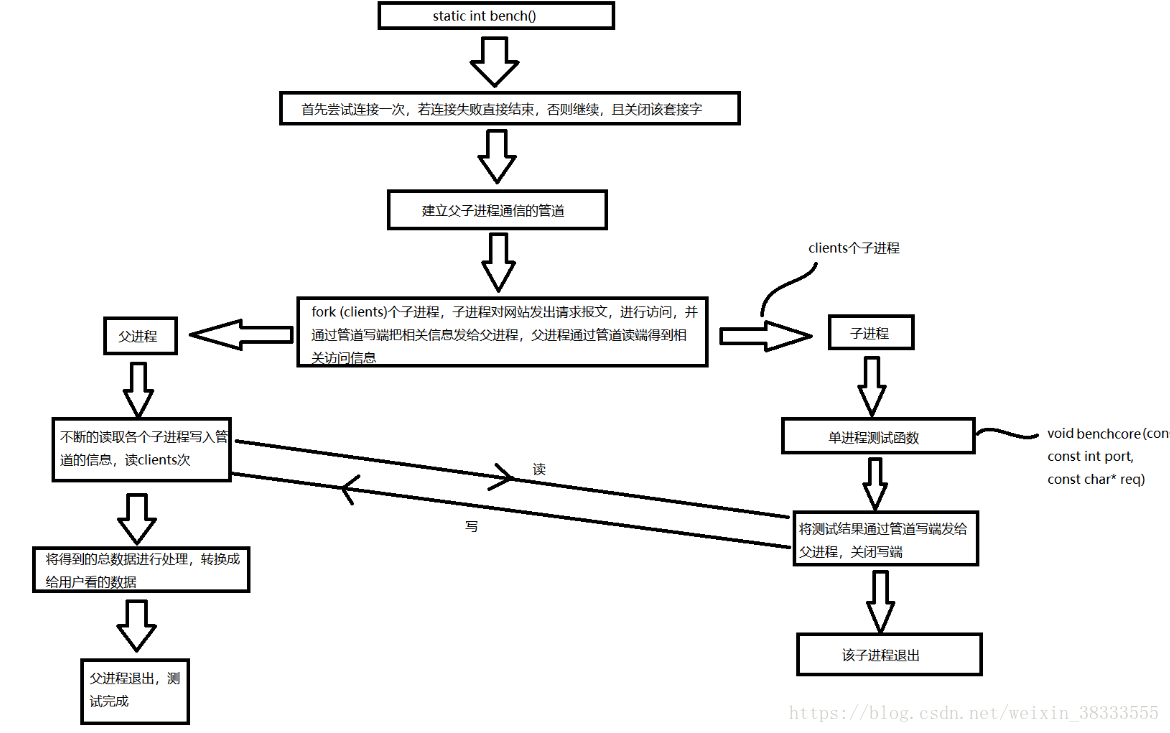 static int bench()
首先尝试连接一次，若连接失败直接结束，否则继续，且关闭该套接字
建立父子进程通信的管道
clients个子进程
fork (clients)个子进程，子进程对网站发出请求报文，进行访问，并
通过管道写端把相关信息发给父进程，父进程通过管道读端得到相
关访问信息
父进程
子进程
不断的读取各个子进程写入管
道的信息，读clients次
单进程测试函数
void benchcore(cons
const int port,
const char* req)
读
写
将测试结果通过管道写端发给
父进程，关闭写端
将得到的总数据进行处理，转换成
给用户看的数据
该子进程退出
父进程退出，测
试完成
https://blog.csdn.net/weixin_38333555